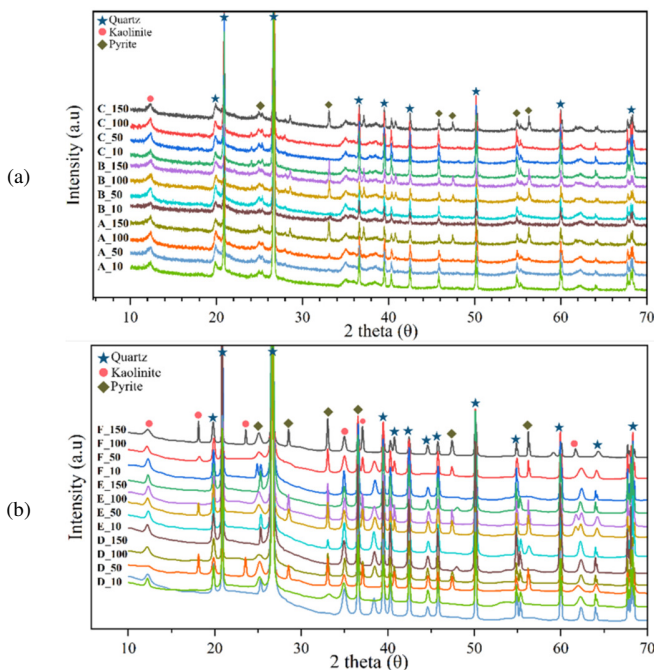 (a)
Quartz
Kaolinite
Pyrite
Intensity (a.u)
C_150
C_100
C_50
C_10
B_150
B_100
B_50
B_10
A_150
A_100
A_50
A_10
10 20 30 40 50 60 70
2 theta (θ)
(b)
Quartz
Kaolinite
Pyrite
Intensity (a.u)
F_150
F_100
F_50
F_10
E_150
E_100
E_50
E_10
D_150
D_100
D_50
D_10
10 20 30 40 50 60 70
2 theta (θ)